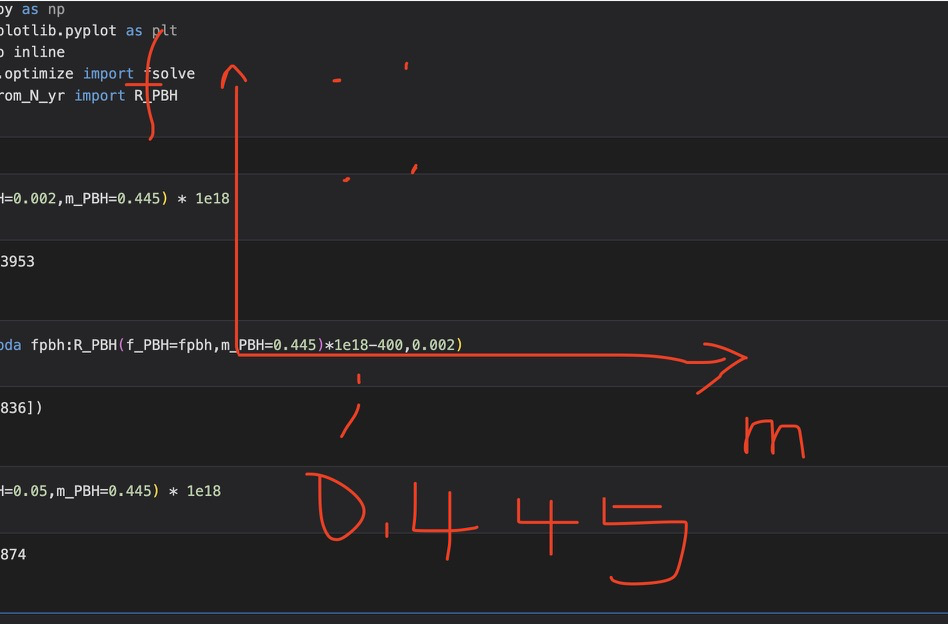 py as np
plotlib.pyplot as plt
b inline
.optimize import fsolve
rom_N_yr import R_PBH
H=0.002,m_PBH=0.445) * 1e18
3953
bda fpbh:R_PBH(f_PBH=fpbh,m_PBH=0.445)*1e18-400,0.002)
836])
m
H=0.05,m_PBH=0.445) * 1e18
0.445
874